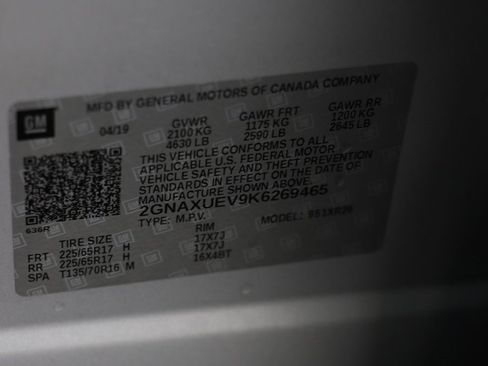 GM
MFD BY GENERAL MOTORS OF CANADA COMPANY
04/19 GVWR GAWR FRT GAWR RR
2100 KG 1175 KG 1200 KG
4630 LB 2590 LB 2645 LB
THIS VEHICLE CONFORMS TO ALL
APPLICABLE U.S. FEDERAL MOTOR
VEHICLE SAFETY AND THEFT PREVENTION
STANDARDS IN EFFECT ON THE DATE OF
MANUFACTURE SHOWN ABOVE.
2GNAXUEV9K6269465
636R TYPE: M.P.V. MODEL: 1XR26
TIRE SIZE RIM
FRT 225/65R17 H 17X7J
RR 225/65R17 H 17X7J
SPA T135/70R16 M 16X4BT